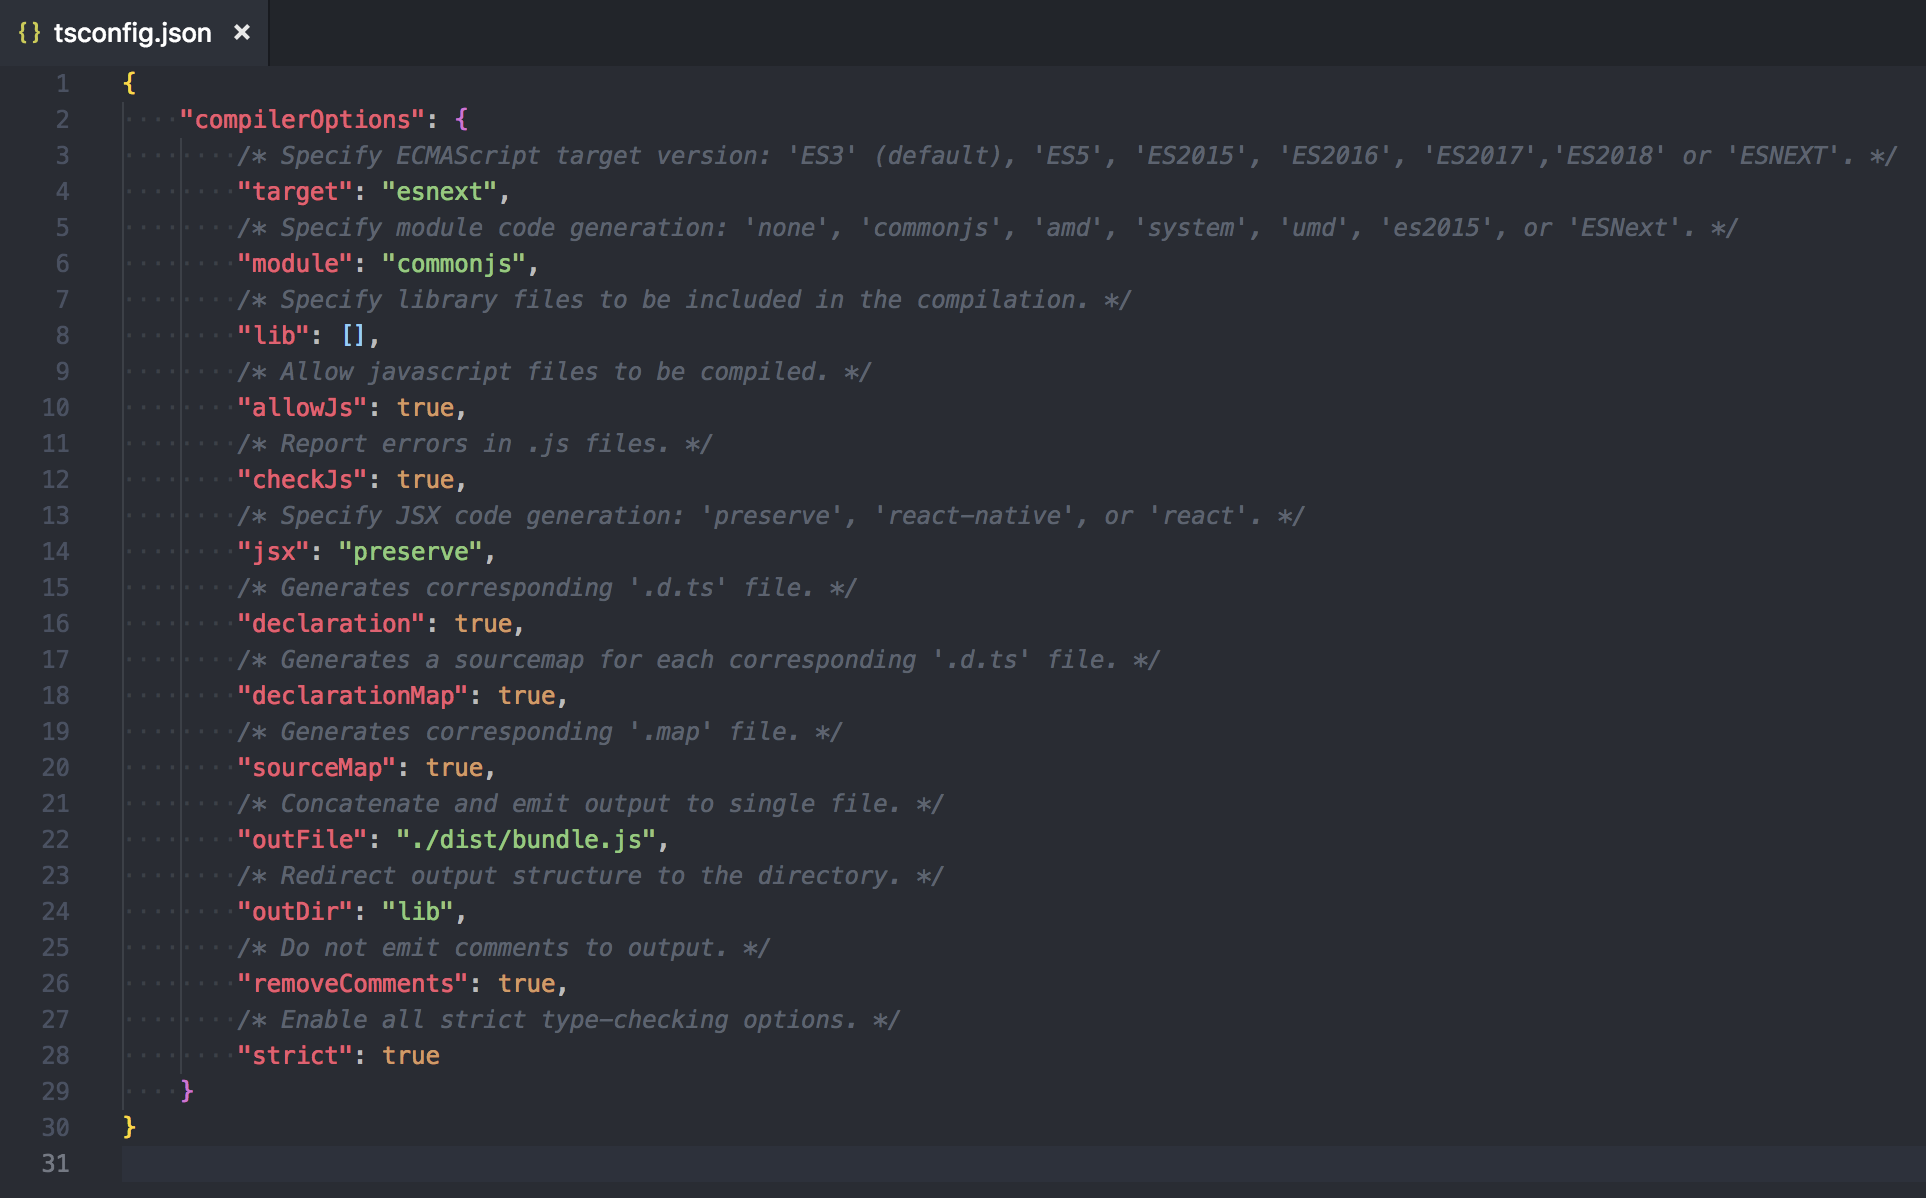 {} tsconfig.json ×
1 {
2 "compilerOptions": {
3 /* Specify ECMAScript target version: 'ES3' (default), 'ES5', 'ES2015', 'ES2016', 'ES2017','ES2018' or 'ESNEXT'. */
4 "target": "esnext",
5 /* Specify module code generation: 'none', 'commonjs', 'amd', 'system', 'umd', 'es2015', or 'ESNext'. */
6 "module": "commonjs",
7 /* Specify library files to be included in the compilation. */
8 "lib": [],
9 /* Allow javascript files to be compiled. */
10 "allowJs": true,
11 /* Report errors in .js files. */
12 "checkJs": true,
13 /* Specify JSX code generation: 'preserve', 'react-native', or 'react'. */
14 "jsx": "preserve",
15 /* Generates corresponding '.d.ts' file. */
16 "declaration": true,
17 /* Generates a sourcemap for each corresponding '.d.ts' file. */
18 "declarationMap": true,
19 /* Generates corresponding '.map' file. */
20 "sourceMap": true,
21 /* Concatenate and emit output to single file. */
22 "outFile": "./dist/bundle.js",
23 /* Redirect output structure to the directory. */
24 "outDir": "lib",
25 /* Do not emit comments to output. */
26 "removeComments": true,
27 /* Enable all strict type-checking options. */
28 "strict": true
29 }
30 }
31